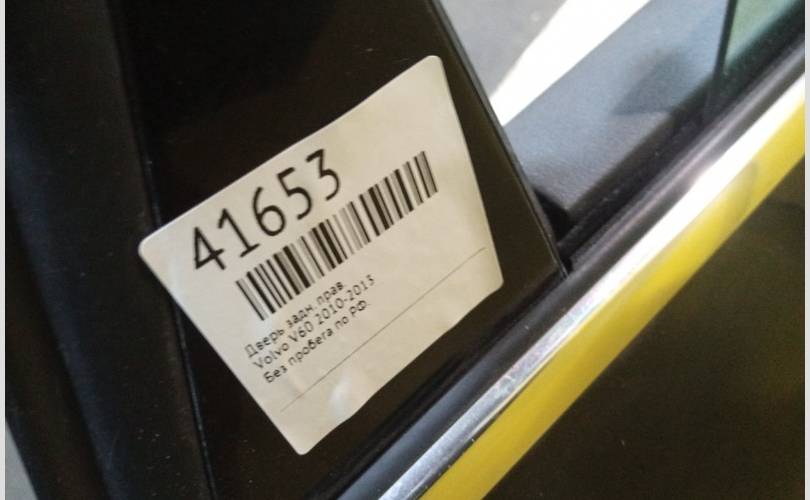 41653
Дверь задн. прав.
Volvo V60 2010-2013
Без пробега по РФ.